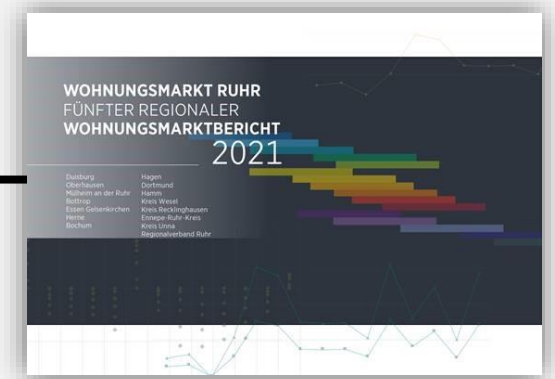 WOHNUNGSMARKT RUHR
FÜNFTER REGIONALER
WOHNUNGSMARKTBERICHT
2021
Duisburg
Oberhausen
Mülheim an der Ruhr
Bottrop
Essen Gelsenkirchen
Herne
Bochum
Hagen
Dortmund
Hamm
Kreis Wesel
Kreis Recklinghausen
Ennepe-Ruhr-Kreis
Kreis Unna
Regionalverband Ruhr